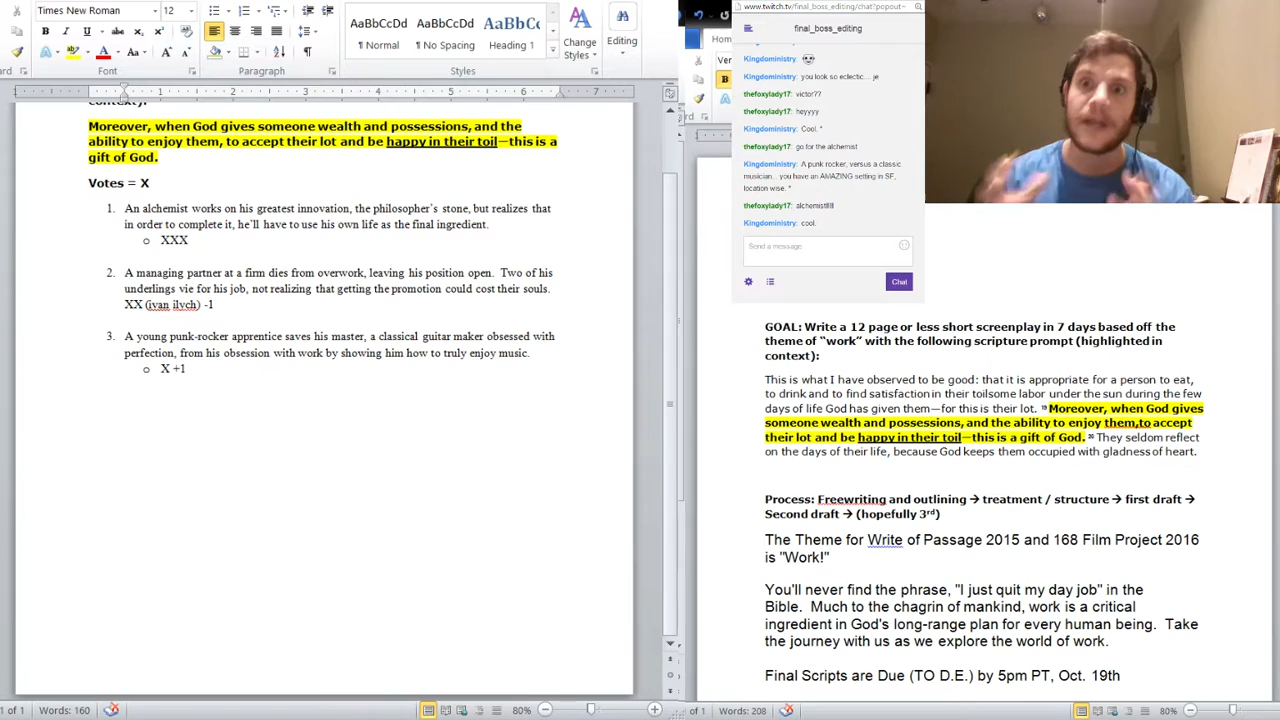 Times New Roman
12
AaBbCcDd
AaBbCcDd
AaBbCc
¶ Normal
¶ No Spacing
Heading 1
Change
Styles
Editing
Font
Paragraph
Styles
context):
Moreover, when God gives someone wealth and possessions, and the
ability to enjoy them, to accept their lot and be happy in their toil—this is a
gift of God.
Votes = X
1. An alchemist works on his greatest innovation, the philosopher's stone, but realizes that
in order to complete it, he'll have to use his own life as the final ingredient.
o XXX
2. A managing partner at a firm dies from overwork, leaving his position open. Two of his
underlings vie for his job, not realizing that getting the promotion could cost their souls.
XX (ivan ilych) -1
3. A young punk-rocker apprentice saves his master, a classical guitar maker obsessed with
perfection, from his obsession with work by showing him how to truly enjoy music.
o X +1
1 of 1
Words: 160
80%
www.twitch.tv/final_boss_editing/chat?popout=
final_boss_editing
Kingdomministry:
Kingdomministry: you look so eclectic... je
thefoxylady17: victor??
thefoxylady17: heyyyy
Kingdomministry: Cool. *
thefoxylady17: go for the alchemist
Kingdomministry: A punk rocker, versus a classic
musician... you have an AMAZING setting in SF,
location wise. *
thefoxylady17: alchemist!!!!
Kingdomministry: cool.
Send a message
Chat
GOAL: Write a 12 page or less short screenplay in 7 days based off the
theme of "work" with the following scripture prompt (highlighted in
context):
This is what I have observed to be good: that it is appropriate for a person to eat,
to drink and to find satisfaction in their toilsome labor under the sun during the few
days of life God has given them—for this is their lot. 19 Moreover, when God gives
someone wealth and possessions, and the ability to enjoy them,to accept
their lot and be happy in their toil—this is a gift of God. 20 They seldom reflect
on the days of their life, because God keeps them occupied with gladness of heart.
Process: Freewriting and outlining → treatment / structure → first draft →
Second draft → (hopefully 3rd)
The Theme for Write of Passage 2015 and 168 Film Project 2016
is "Work!"
You'll never find the phrase, "I just quit my day job" in the
Bible. Much to the chagrin of mankind, work is a critical
ingredient in God's long-range plan for every human being. Take
the journey with us as we explore the world of work.
Final Scripts are Due (TO D.E.) by 5pm PT, Oct. 19th
of 1
Words: 208
80%